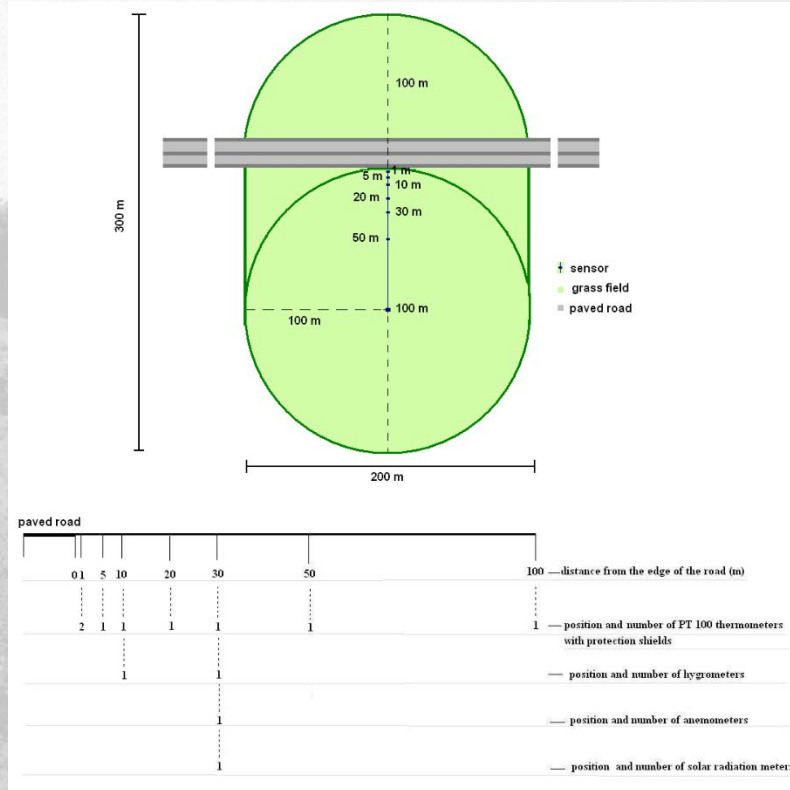 100 m
300 m
1 m
5 m
10 m
20 m
30 m
50 m
100 m
100 m
sensor
grass field
paved road
200 m
paved road
0 1 5 10 20 30 50 100 distance from the edge of the road (m)
2 1 1 1 1 1 1 position and number of PT 100 thermometers
with protection shields
1 1 position and number of hygrometers
1 position and number of anemometers
1 position and number of solar radiation meter